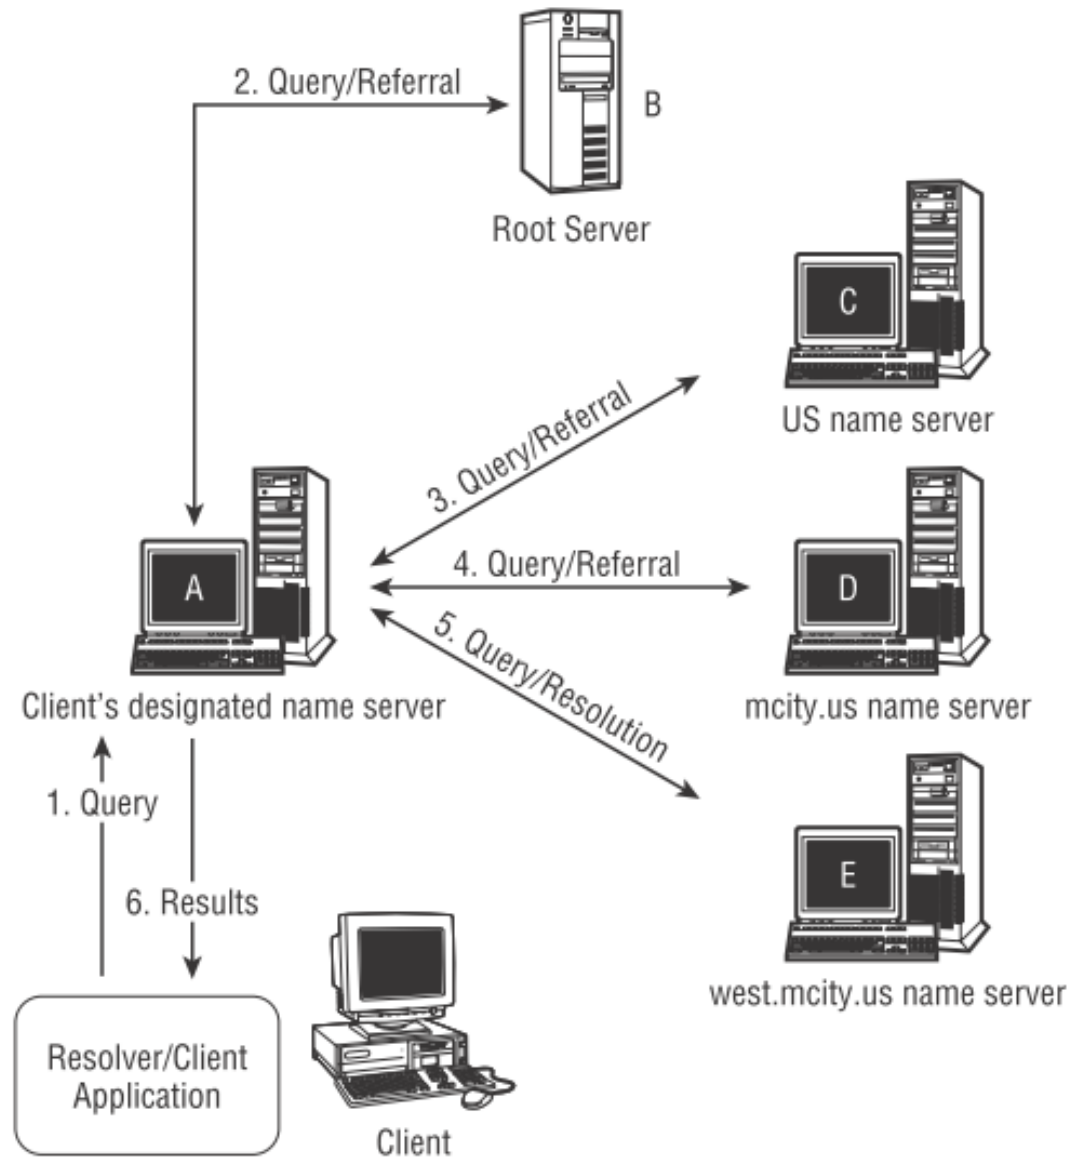 2. Query/Referral
B
Root Server
C
US name server
3. Query/Referral
A
4. Query/Referral
D
5. Query/Resolution
Client's designated name server
mcity.us name server
1. Query
6. Results
E
west.mcity.us name server
Resolver/Client
Application
Client